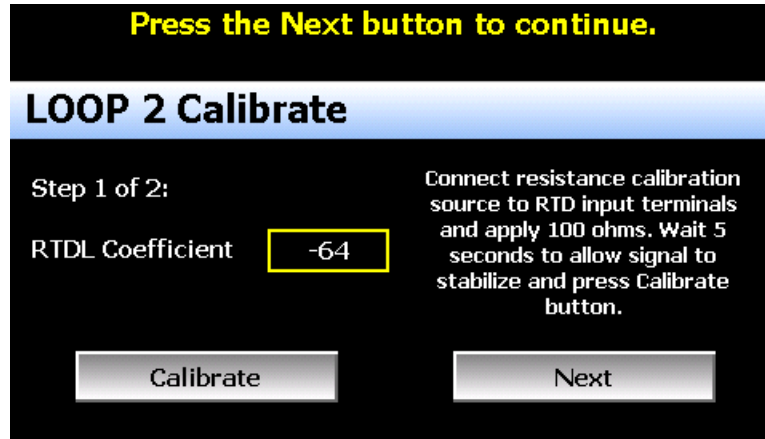 Press the Next button to continue.
LOOP 2 Calibrate
Step 1 of 2:
RTDL Coefficient
-64
Connect resistance calibration
source to RTD input terminals
and apply 100 ohms. Wait 5
seconds to allow signal to
stabilize and press Calibrate
button.
Calibrate
Next